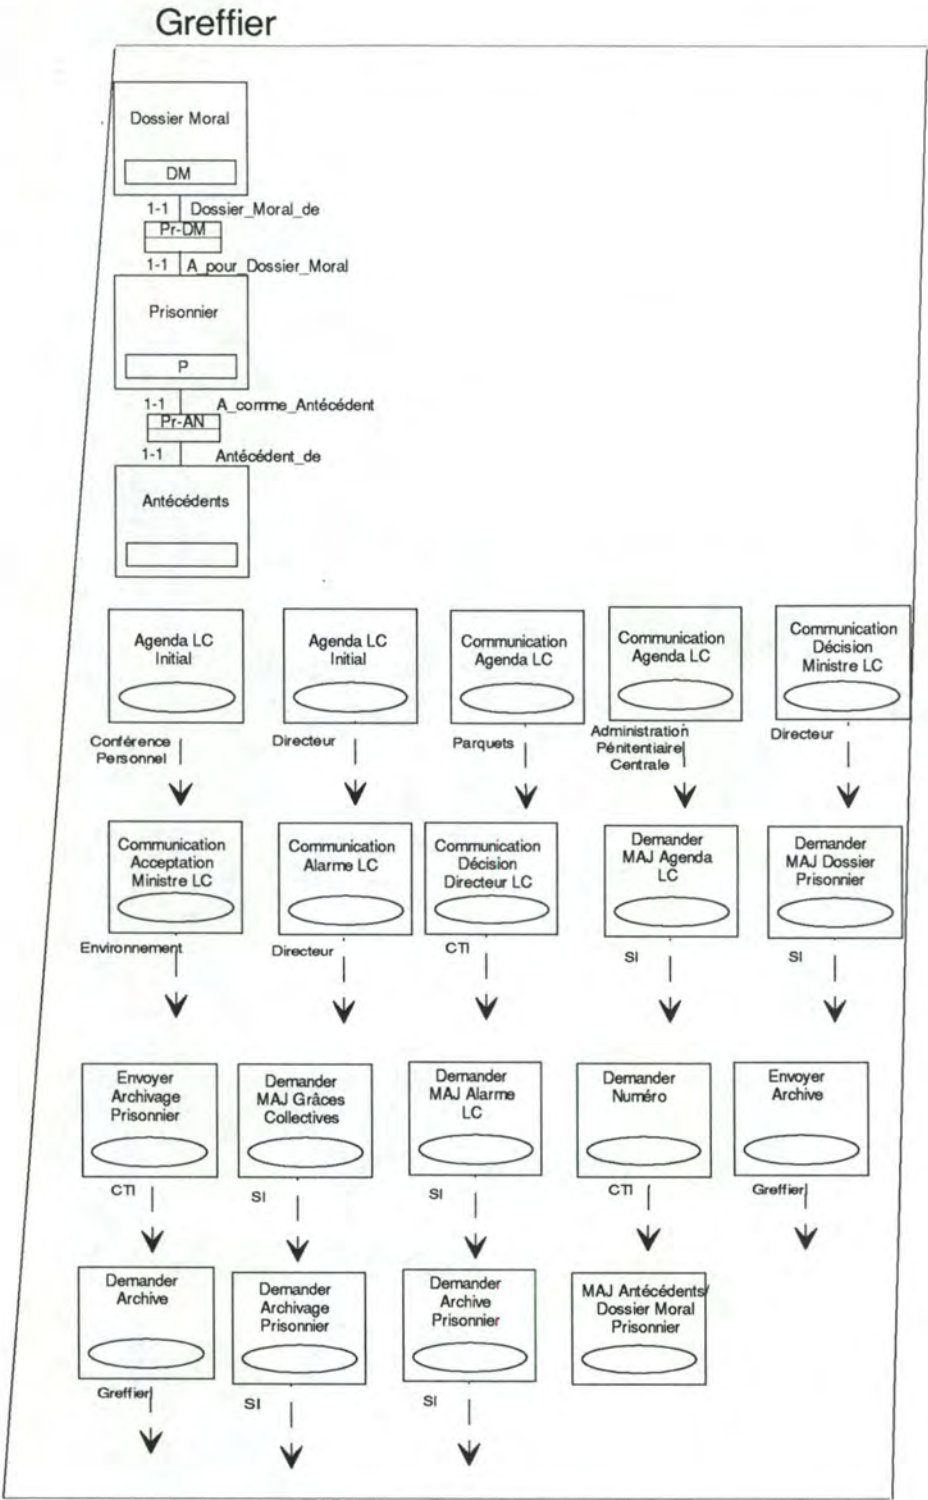 Greffier
Dossier Moral
DM
1-1 Dossier_Moral_de
Pr-DM
1-1 A_pour_Dossier_Moral
Prisonnier
P
1-1 A_comme_Antécédent
Pr-AN
1-1 Antécédent_de
Antécédents
Agenda LC
Initial
Conférence
Personnel
Agenda LC
Initial
Directeur
Communication
Agenda LC
Parquets
Communication
Agenda LC
Administration
Pénitentiaire
Centrale
Communication
Décision
Ministre LC
Directeur
Communication
Acceptation
Ministre LC
Environnement
Communication
Alarme LC
Directeur
Communication
Décision
Directeur LC
CTI
Demander
MAJ Agenda
LC
SI
Demander
MAJ Dossier
Prisonnier
SI
Envoyer
Archivage
Prisonnier
CTI
Demander
MAJ Grâces
Collectives
SI
Demander
MAJ Alarme
LC
SI
Demander
Numéro
CTI
Envoyer
Archive
Greffier
Demander
Archive
Greffier
Demander
Archivage
Prisonnier
SI
Demander
Archive
Prisonnier
SI
MAJ Antécédents/
Dossier Moral
Prisonnier